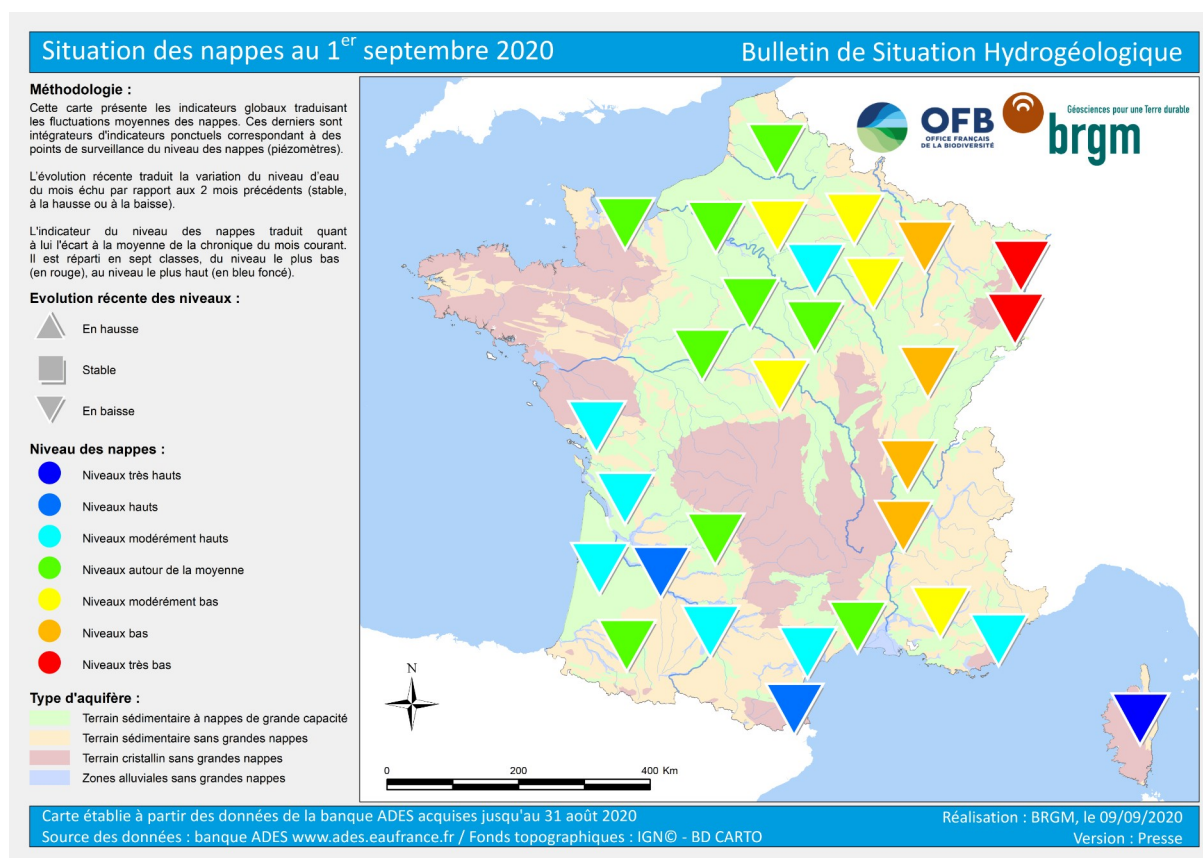 Situation des nappes au 1er septembre 2020
Bulletin de Situation Hydrogéologique
Méthodologie :
Cette carte présente les indicateurs globaux traduisant
les fluctuations moyennes des nappes. Ces derniers sont
intégrateurs d'indicateurs ponctuels correspondant à des
points de surveillance du niveau des nappes (piézomètres).
L'évolution récente traduit la variation du niveau d'eau
du mois échu par rapport aux 2 mois précédents (stable,
à la hausse ou à la baisse).
L'indicateur du niveau des nappes traduit quant
à lui l'écart à la moyenne de la chronique du mois courant.
Il est réparti en sept classes, du niveau le plus bas
(en rouge), au niveau le plus haut (en bleu foncé).
Evolution récente des niveaux :
En hausse
Stable
En baisse
Niveau des nappes :
Niveaux très hauts
Niveaux hauts
Niveaux modérément hauts
Niveaux autour de la moyenne
Niveaux modérément bas
Niveaux bas
Niveaux très bas
Type d'aquifère :
Terrain sédimentaire à nappes de grande capacité
Terrain sédimentaire sans grandes nappes
Terrain cristallin sans grandes nappes
Zones alluviales sans grandes nappes
OFB
OFFICE FRANÇAIS
DE LA BIODIVERSITÉ
Géosciences pour une Terre durable
brgm
N
0 200 400 Km
Carte établie à partir des données de la banque ADES acquises jusqu'au 31 août 2020
Source des données : banque ADES www.ades.eaufrance.fr / Fonds topographiques : IGN© - BD CARTO
Réalisation : BRGM, le 09/09/2020
Version : Presse